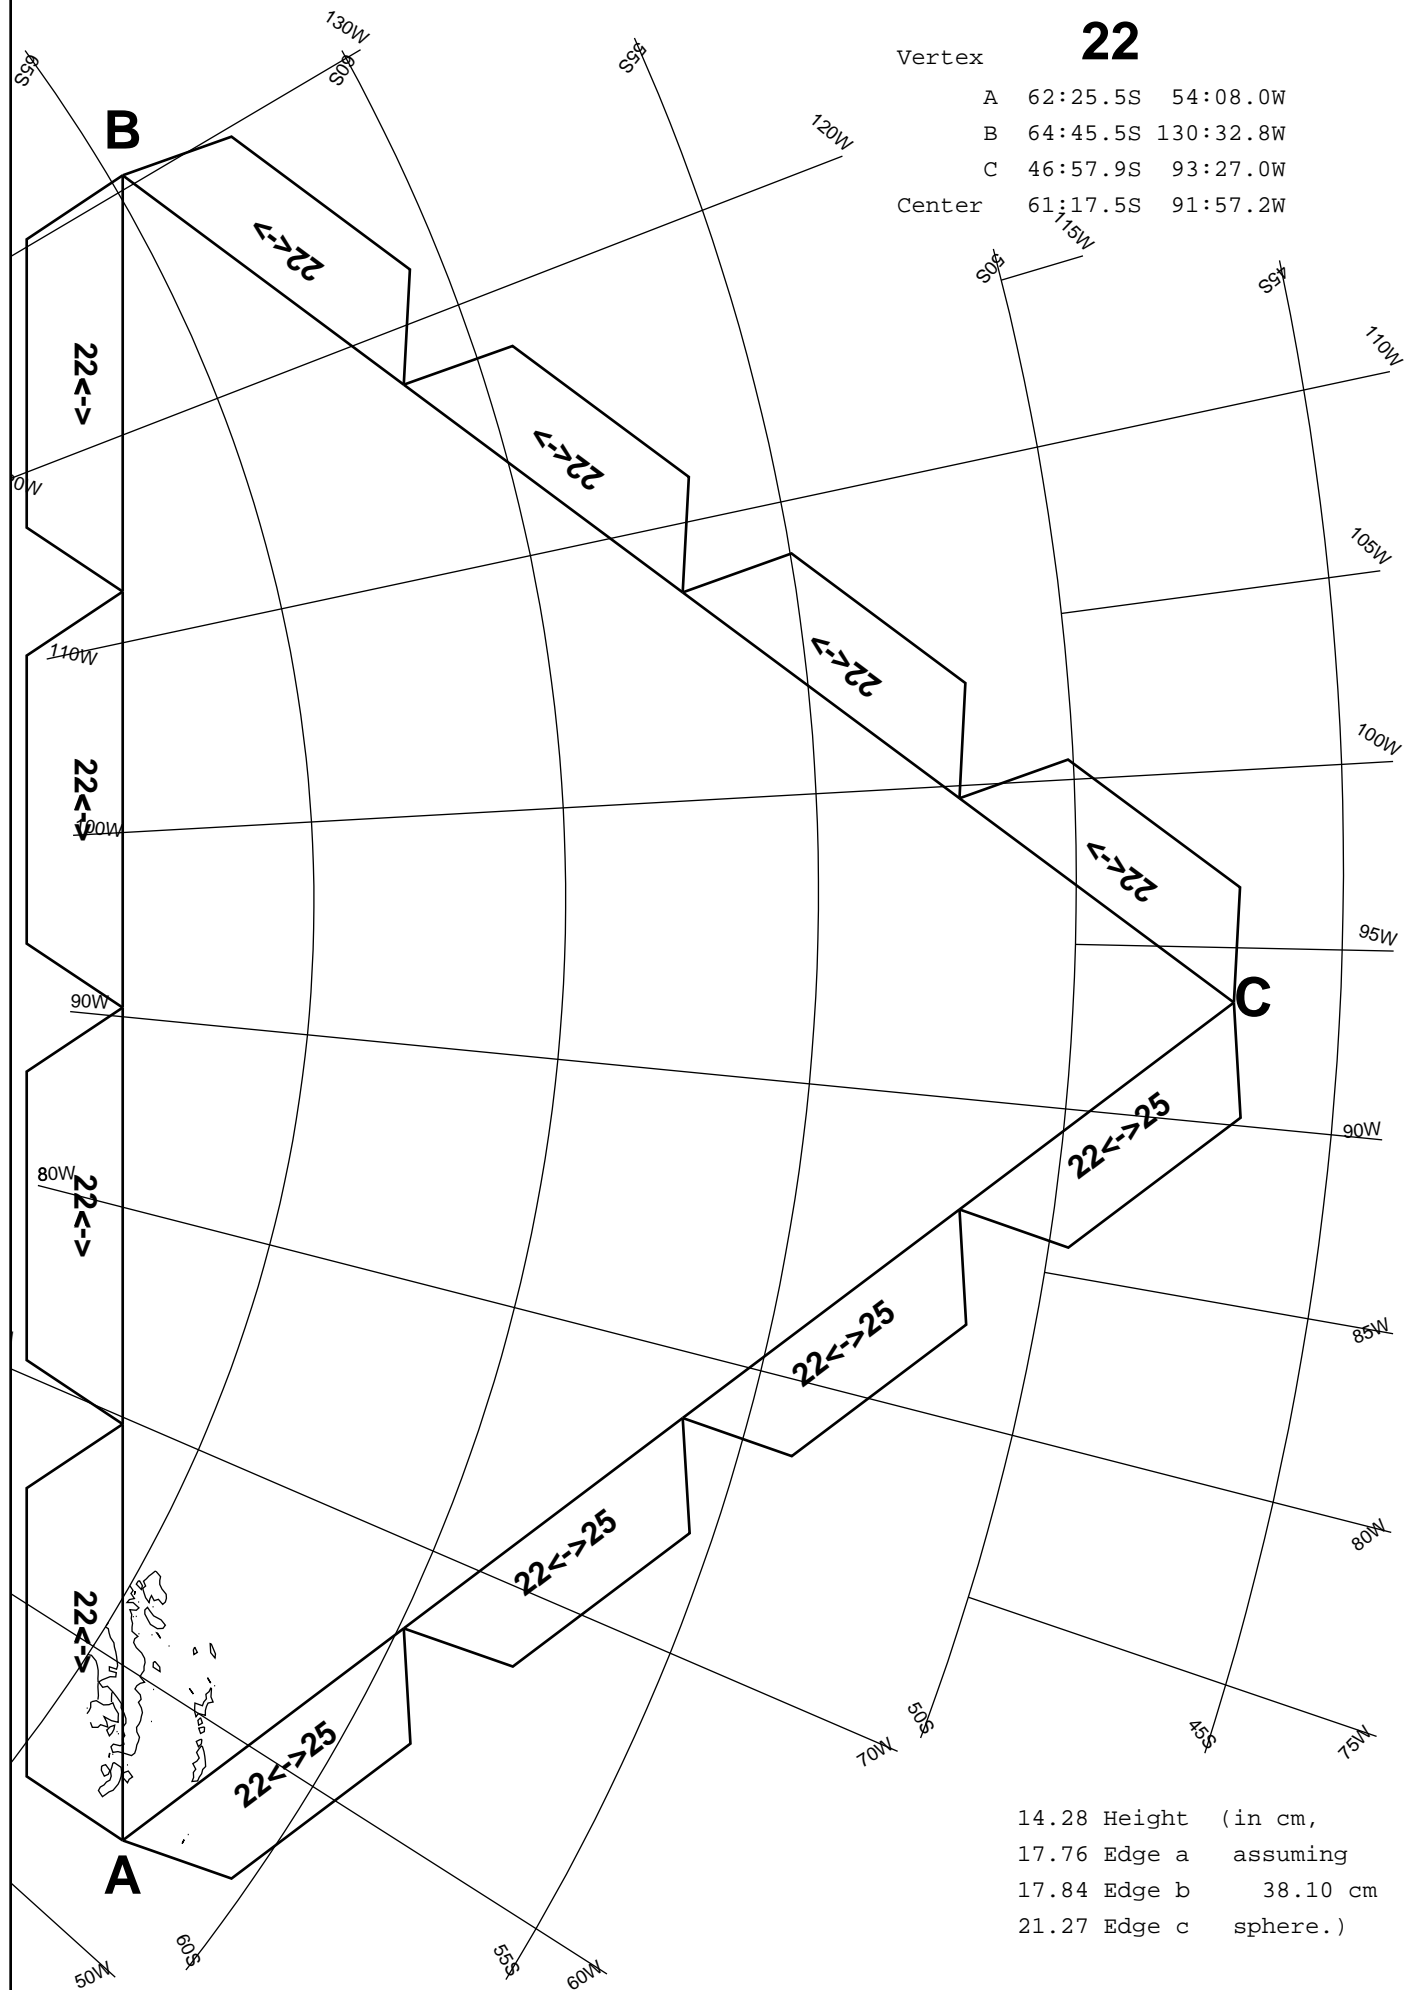 22
Vertex
A 62:25.5S 54:08.0W
B 64:45.5S 130:32.8W
C 46:57.9S 93:27.0W
Center 61:17.5S 91:57.2W
65S
130W
60S
55S
120W
115W
50S
45S
110W
B
22<->
22<->
22<->
0W
22<->
105W
110W
22<->
100W
22<->
100W
22<->
95W
90W
C
22<->25
90W
80W
22<->
22<->25
85W
22<->25
80W
22<->
22<->25
70W
50S
45S
75W
A
14.28 Height (in cm,
17.76 Edge a assuming
17.84 Edge b 38.10 cm
21.27 Edge c sphere.)
50W
60S
55S
60W